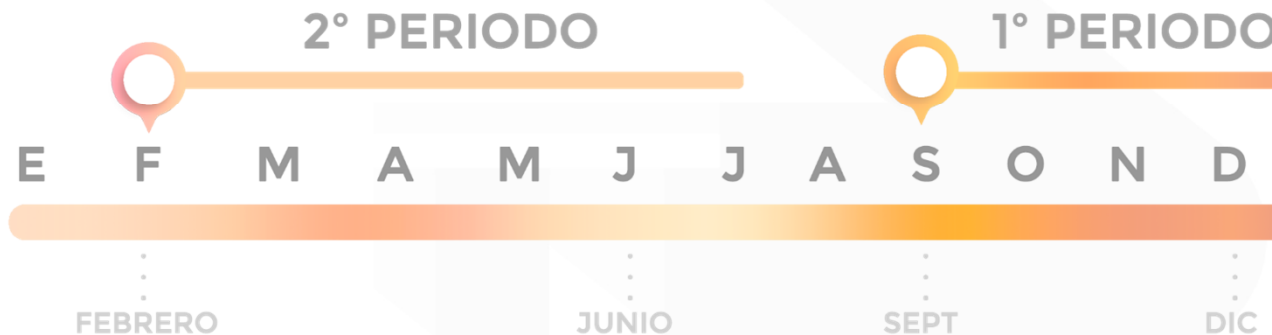 2° PERIODO 1° PERIODO
E F M A M J J A S O N D
FEBRERO JUNIO SEPT DIC